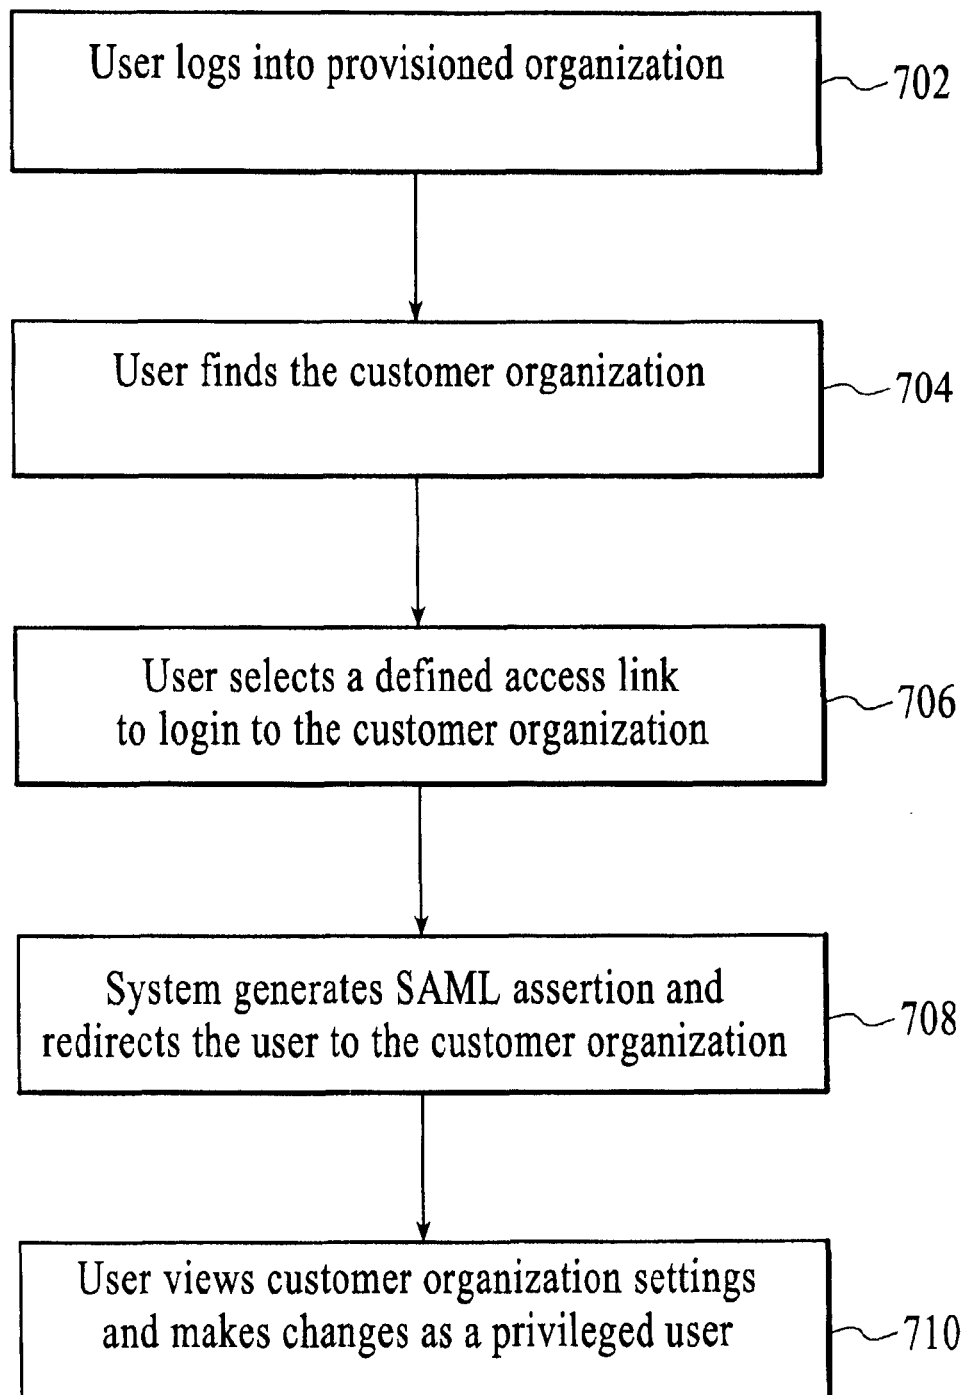 User logs into provisioned organization
702
User finds the customer organization
704
User selects a defined access link
to login to the customer organization
706
System generates SAML assertion and
redirects the user to the customer organization
708
User views customer organization settings
and makes changes as a privileged user
710